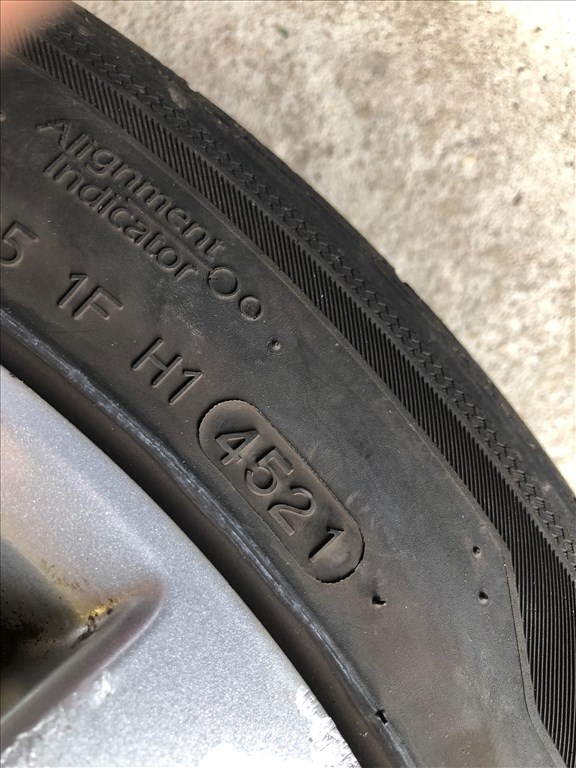 Alignment
Indicator
5 1F H1 4521